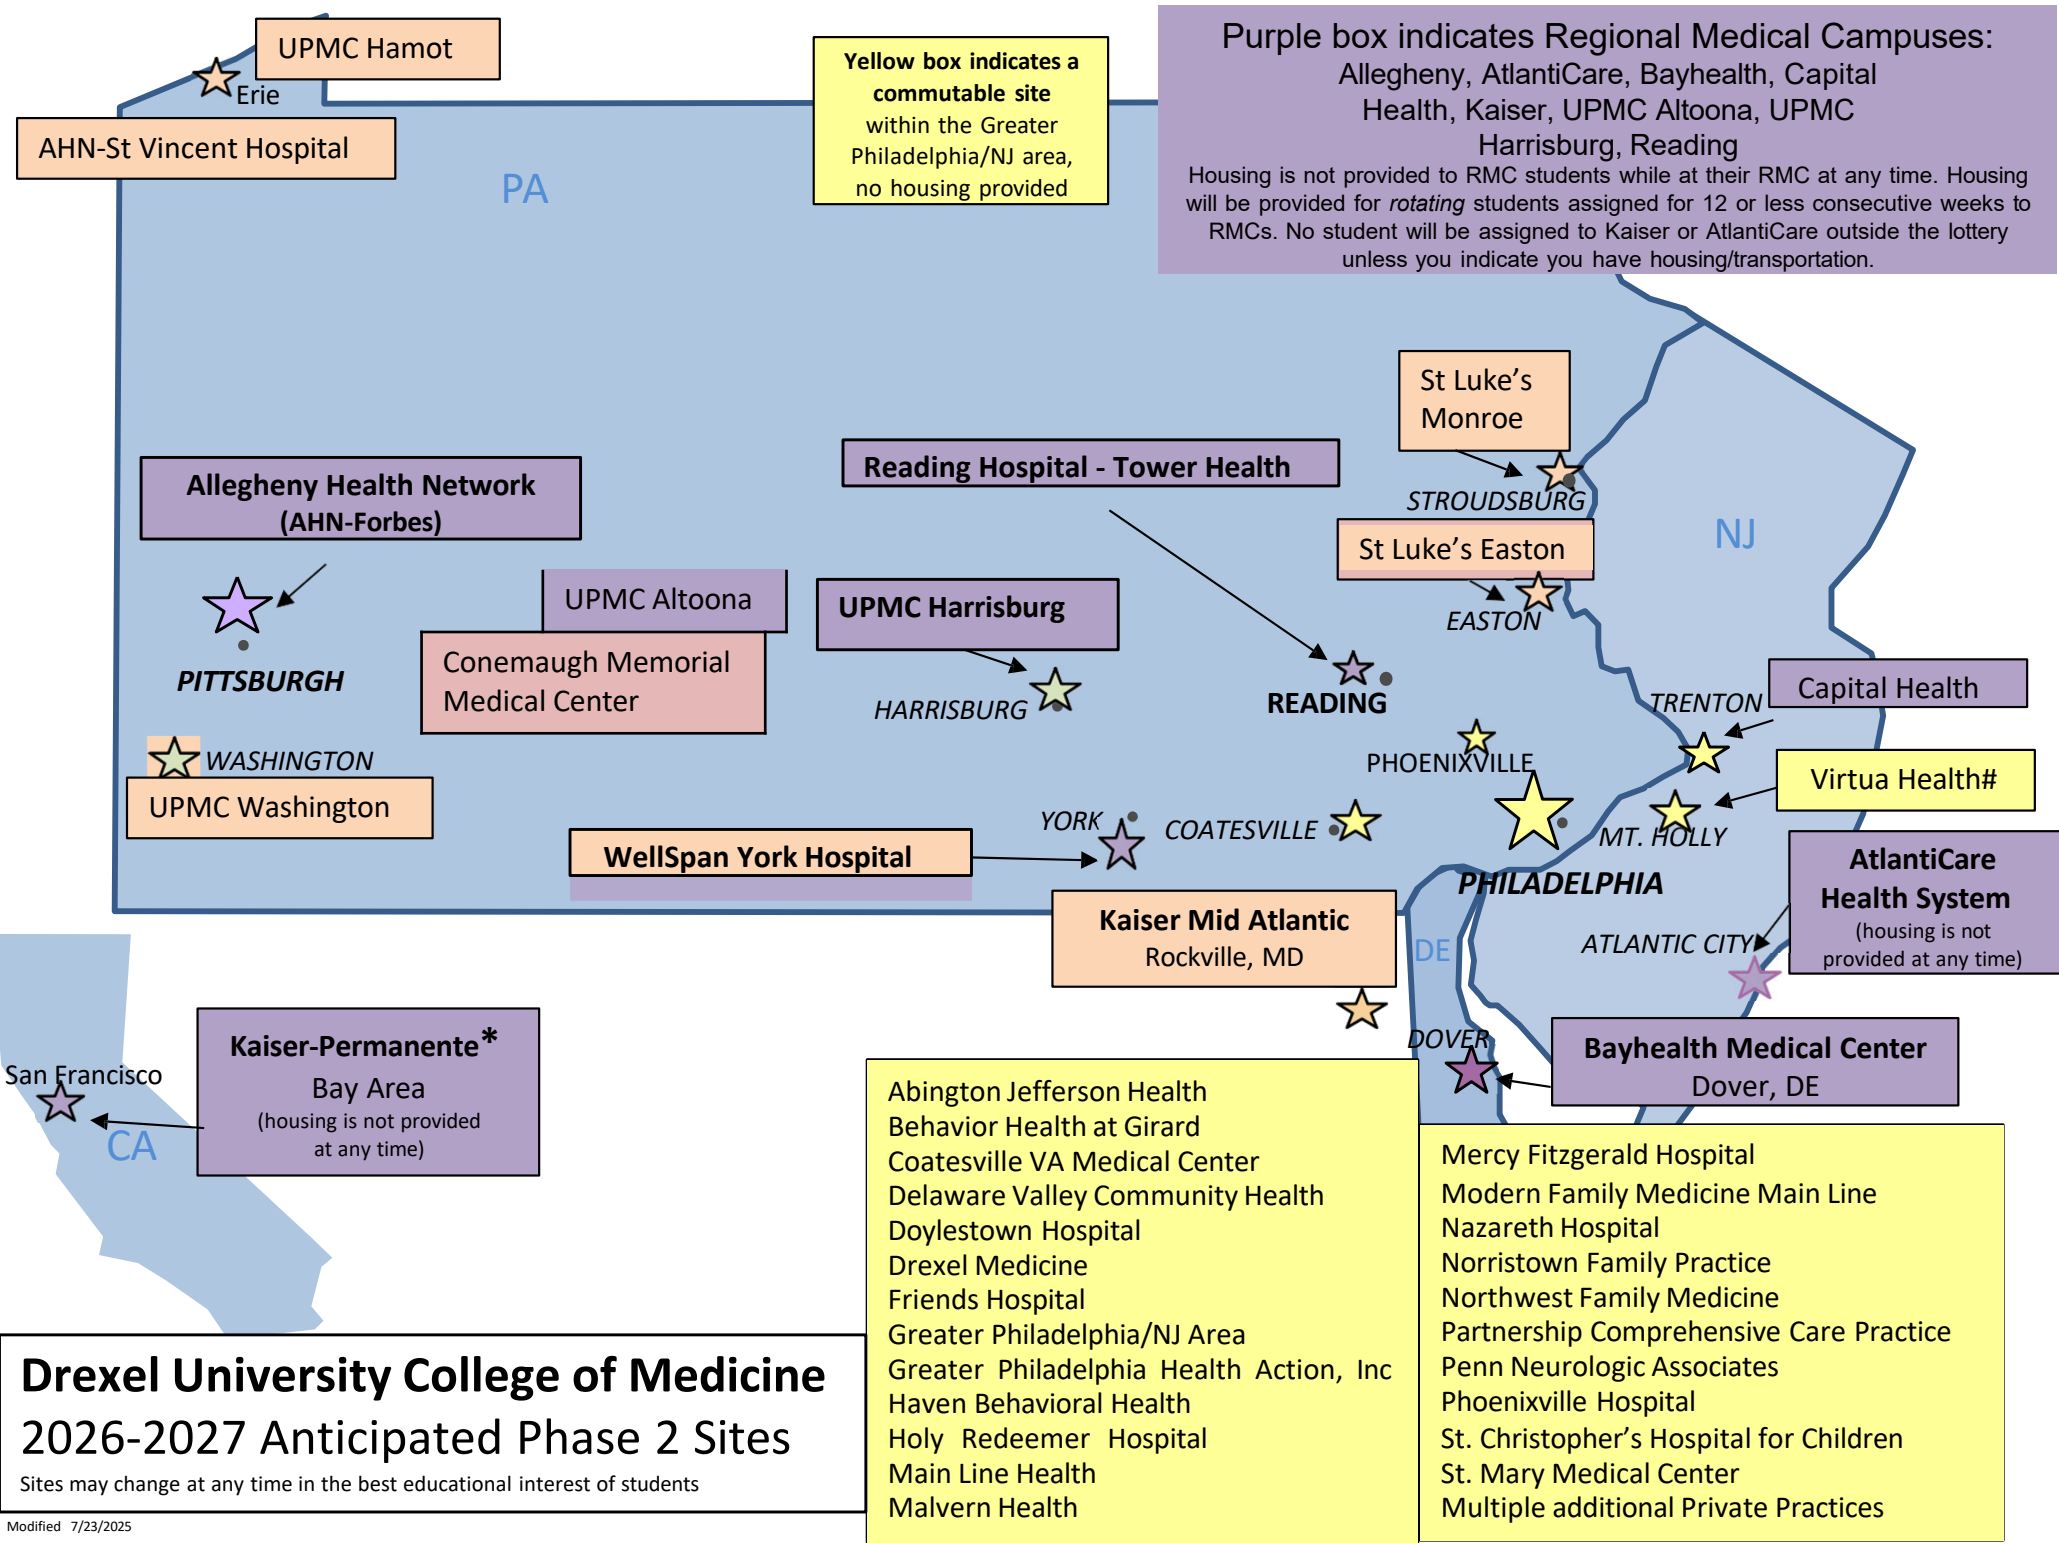 UPMC Hamot
Erie
AHN-St Vincent Hospital
PA
Yellow box indicates a
commutable site
within the Greater
Philadelphia/NJ area,
no housing provided
Purple box indicates Regional Medical Campuses:
Allegheny, AtlantiCare, Bayhealth, Capital
Health, Kaiser, UPMC Altoona, UPMC
Harrisburg, Reading
Housing is not provided to RMC students while at their RMC at any time. Housing
will be provided for rotating students assigned for 12 or less consecutive weeks to
RMCs. No student will be assigned to Kaiser or AtlantiCare outside the lottery
unless you indicate you have housing/transportation.
St Luke’s
Monroe
STROUDSBURG
St Luke’s Easton
EASTON
NJ
Reading Hospital - Tower Health
READING
Allegheny Health Network
(AHN-Forbes)
PITTSBURGH
UPMC Altoona
Conemaugh Memorial
Medical Center
UPMC Harrisburg
HARRISBURG
WASHINGTON
UPMC Washington
PHOENIXVILLE
TRENTON
Capital Health
Virtua Health#
MT. HOLLY
YORK
COATESVILLE
WellSpan York Hospital
PHILADELPHIA
AtlantiCare
Health System
(housing is not
provided at any time)
ATLANTIC CITY
Kaiser Mid Atlantic
Rockville, MD
DE
DOVER
Bayhealth Medical Center
Dover, DE
San Francisco
CA
Kaiser-Permanente*
Bay Area
(housing is not provided
at any time)
Abington Jefferson Health
Behavior Health at Girard
Coatesville VA Medical Center
Delaware Valley Community Health
Doylestown Hospital
Drexel Medicine
Friends Hospital
Greater Philadelphia/NJ Area
Greater Philadelphia Health Action, Inc
Haven Behavioral Health
Holy Redeemer Hospital
Main Line Health
Malvern Health
Mercy Fitzgerald Hospital
Modern Family Medicine Main Line
Nazareth Hospital
Norristown Family Practice
Northwest Family Medicine
Partnership Comprehensive Care Practice
Penn Neurologic Associates
Phoenixville Hospital
St. Christopher’s Hospital for Children
St. Mary Medical Center
Multiple additional Private Practices
Drexel University College of Medicine
2026-2027 Anticipated Phase 2 Sites
Sites may change at any time in the best educational interest of students
Modified 7/23/2025